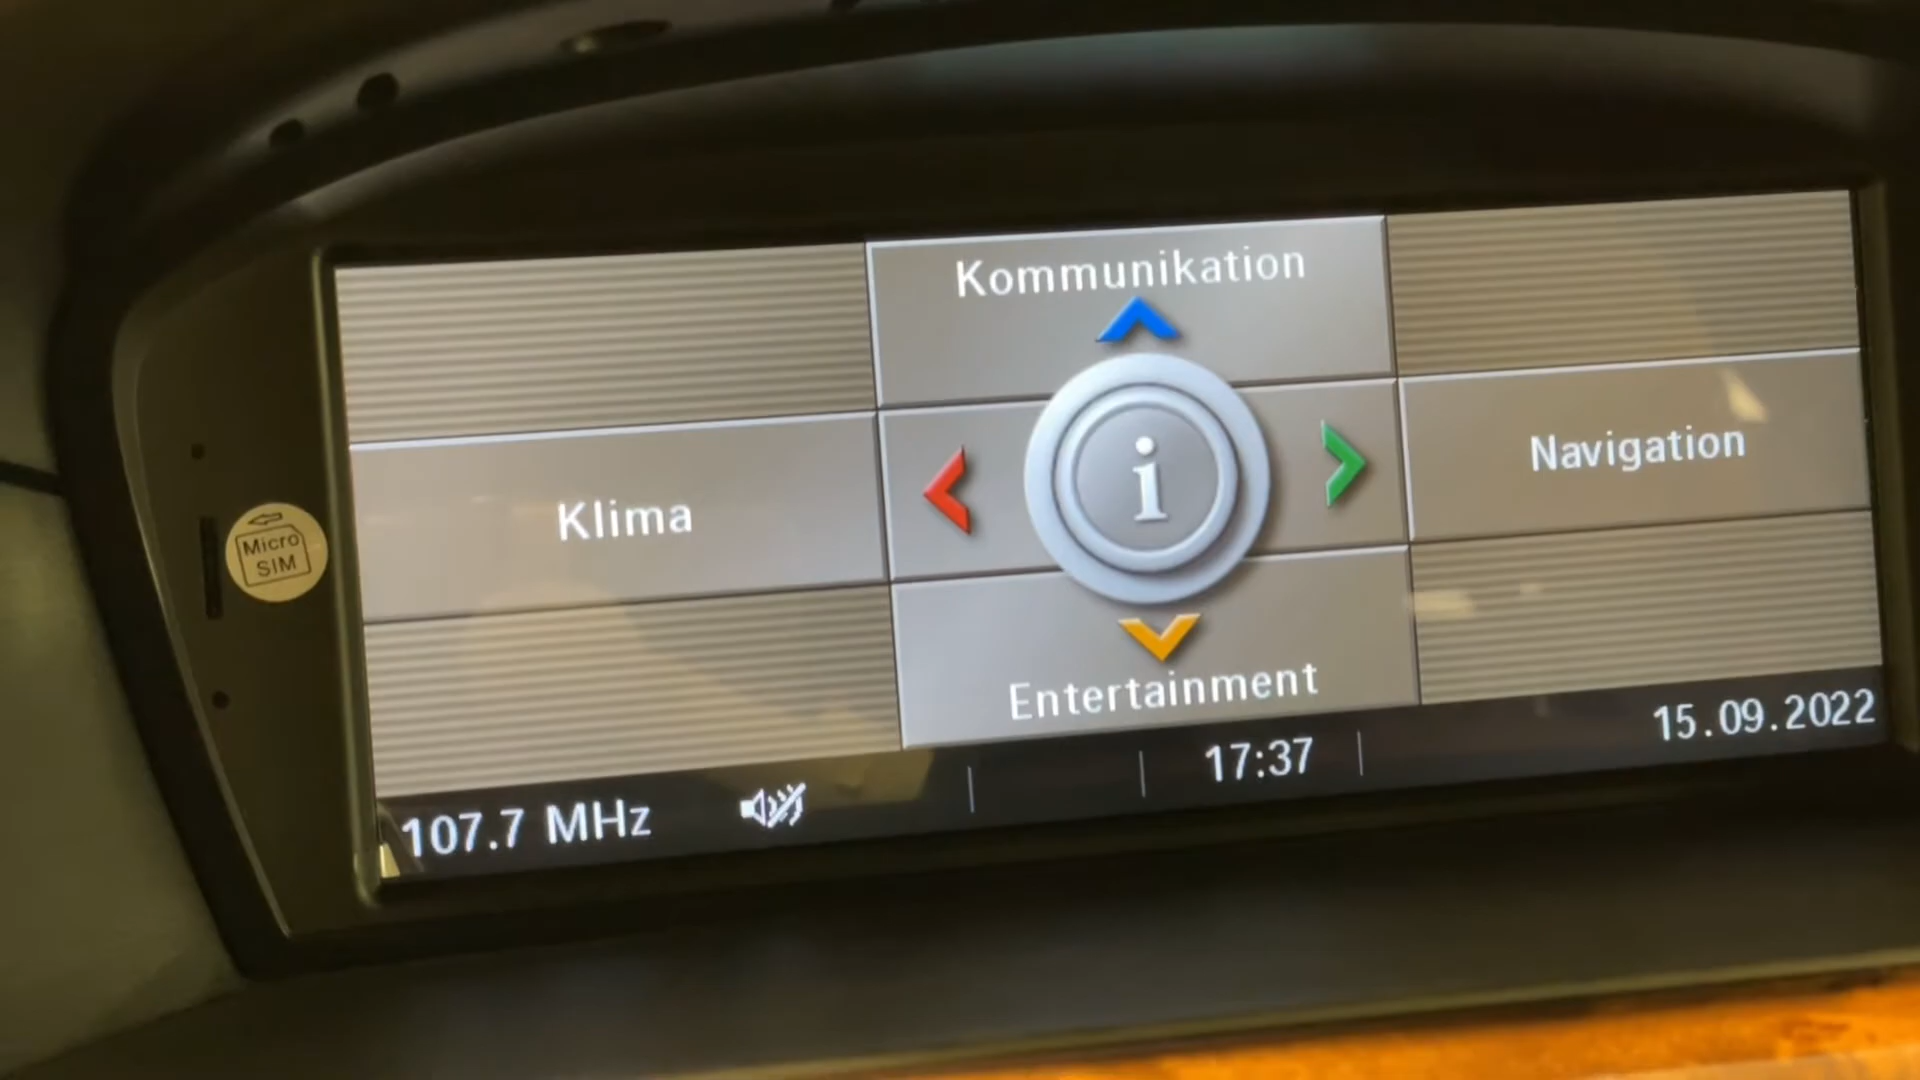 Kommunikation
Klima
i
Navigation
Micro
SIM
Entertainment
107.7 MHz
17:37
15.09.2022